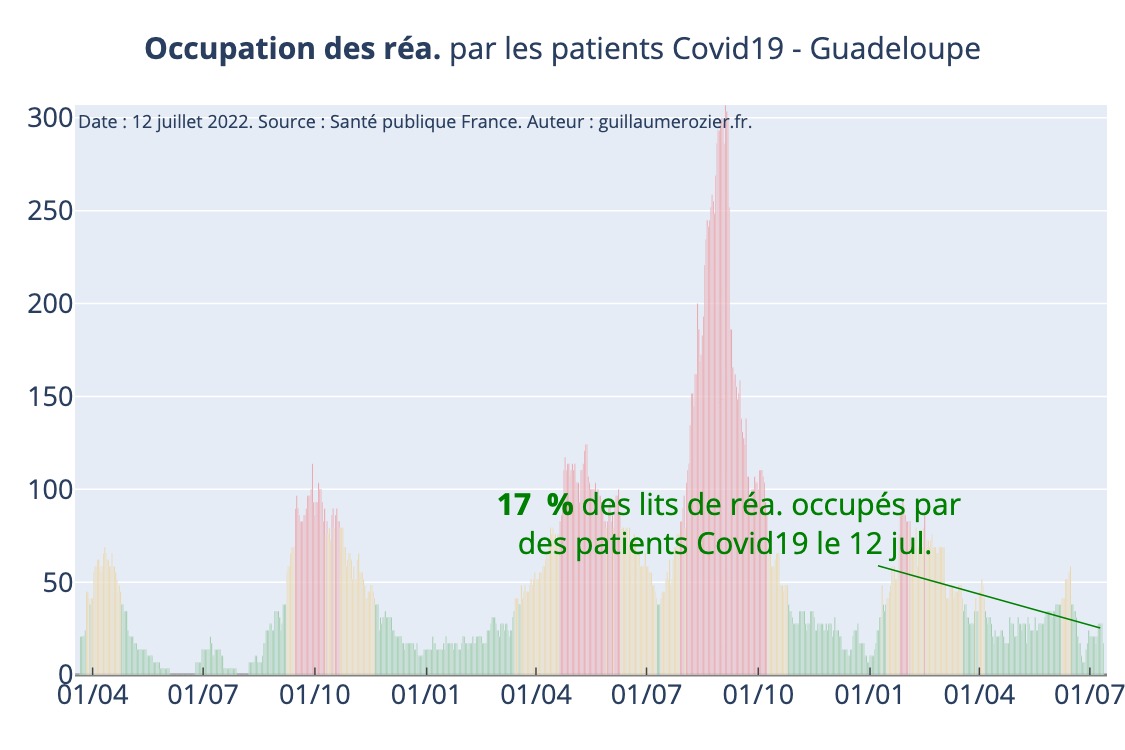 Occupation des réa. par les patients Covid19 - Guadeloupe
Date : 12 juillet 2022. Source : Santé publique France. Auteur : guillaumerozier.fr.
300
250
200
150
100
50
0
17 % des lits de réa. occupés par
des patients Covid19 le 12 jul.
01/04 01/07 01/10 01/01 01/04 01/07 01/10 01/01 01/04 01/07